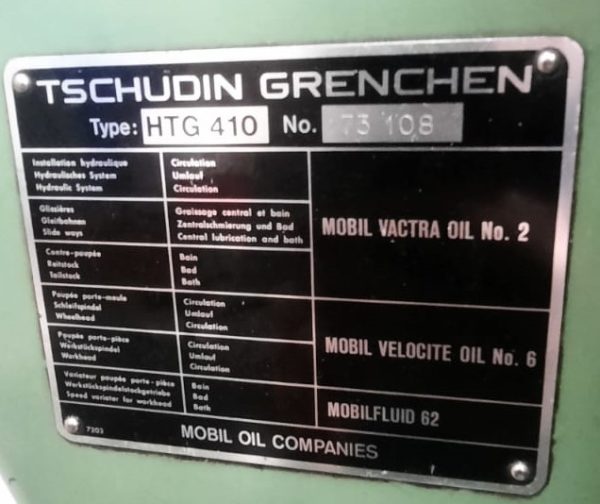 TSCHUDIN GRENCHEN
Type: HTG 410 No. 73 108
Installation hydraulique
Hydraulisches System
Hydraulic System
Circulation
Umlauf
Circulation
Glissières
Gleitbahnen
Slide ways
Graissage central et bain
Zentralschmierung und Bad
Central lubrication and bath
Contre-poupée
Reitstock
Tailstock
Bain
Bad
Bath
MOBIL VACTRA OIL No. 2
Poupée porte-meule
Schleifspindel
Wheelhead
Circulation
Umlauf
Circulation
Poupée porte-pièce
Werkstückspindel
Workhead
Circulation
Umlauf
Circulation
MOBIL VELOCITE OIL No. 6
Variateur poupée porte-pièce
Werkstückspindelstockgetriebe
Speed variator for workhead
Bain
Bad
Bath
MOBILFLUID 62
7203
MOBIL OIL COMPANIES